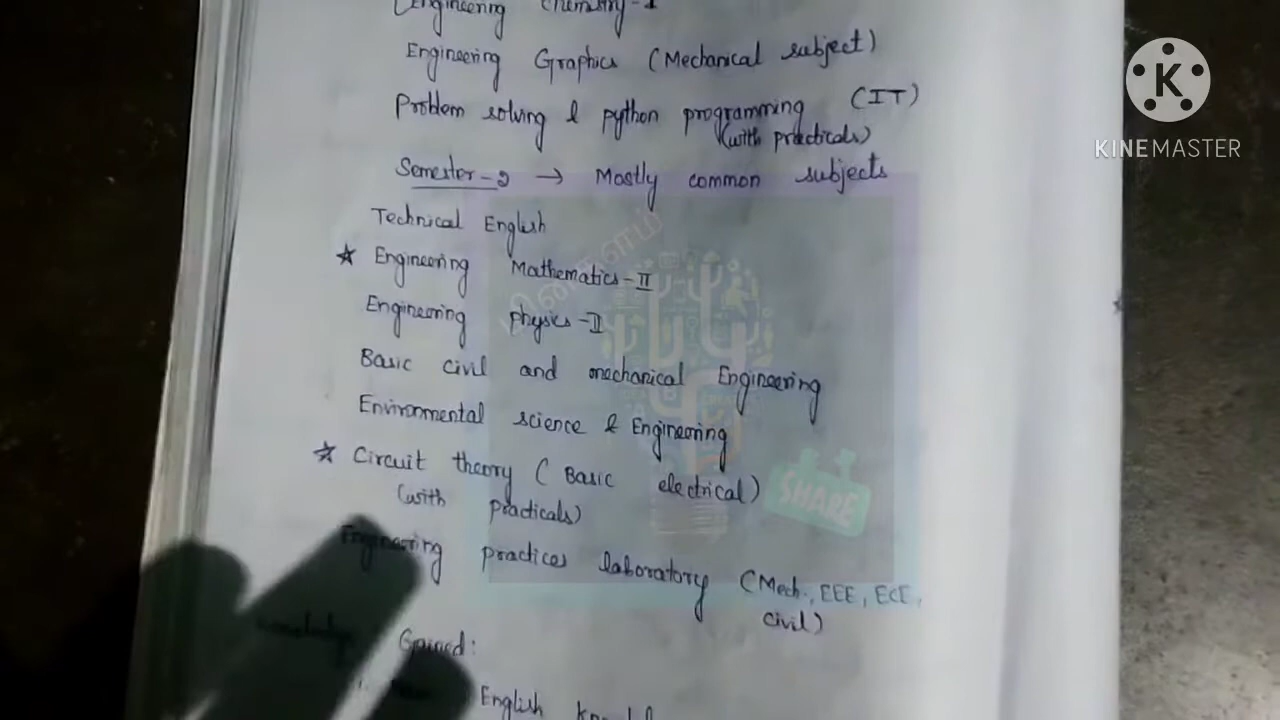 Engineering Chemistry-I
Engineering Graphics (Mechanical subject)
Problem solving & python programming (IT)
(with practicals)
Semester-2 → Mostly common subjects
Technical English
☆ Engineering Mathematics-II
Engineering physics-II
Basic civil and mechanical Engineering
Environmental science & Engineering
☆ Circuit theory (Basic electrical)
(with practicals)
Engineering practices laboratory (Mech., EEE, ECE,
civil)
Gained:
English
K
KINEMASTER
மின்களம்
SHARE